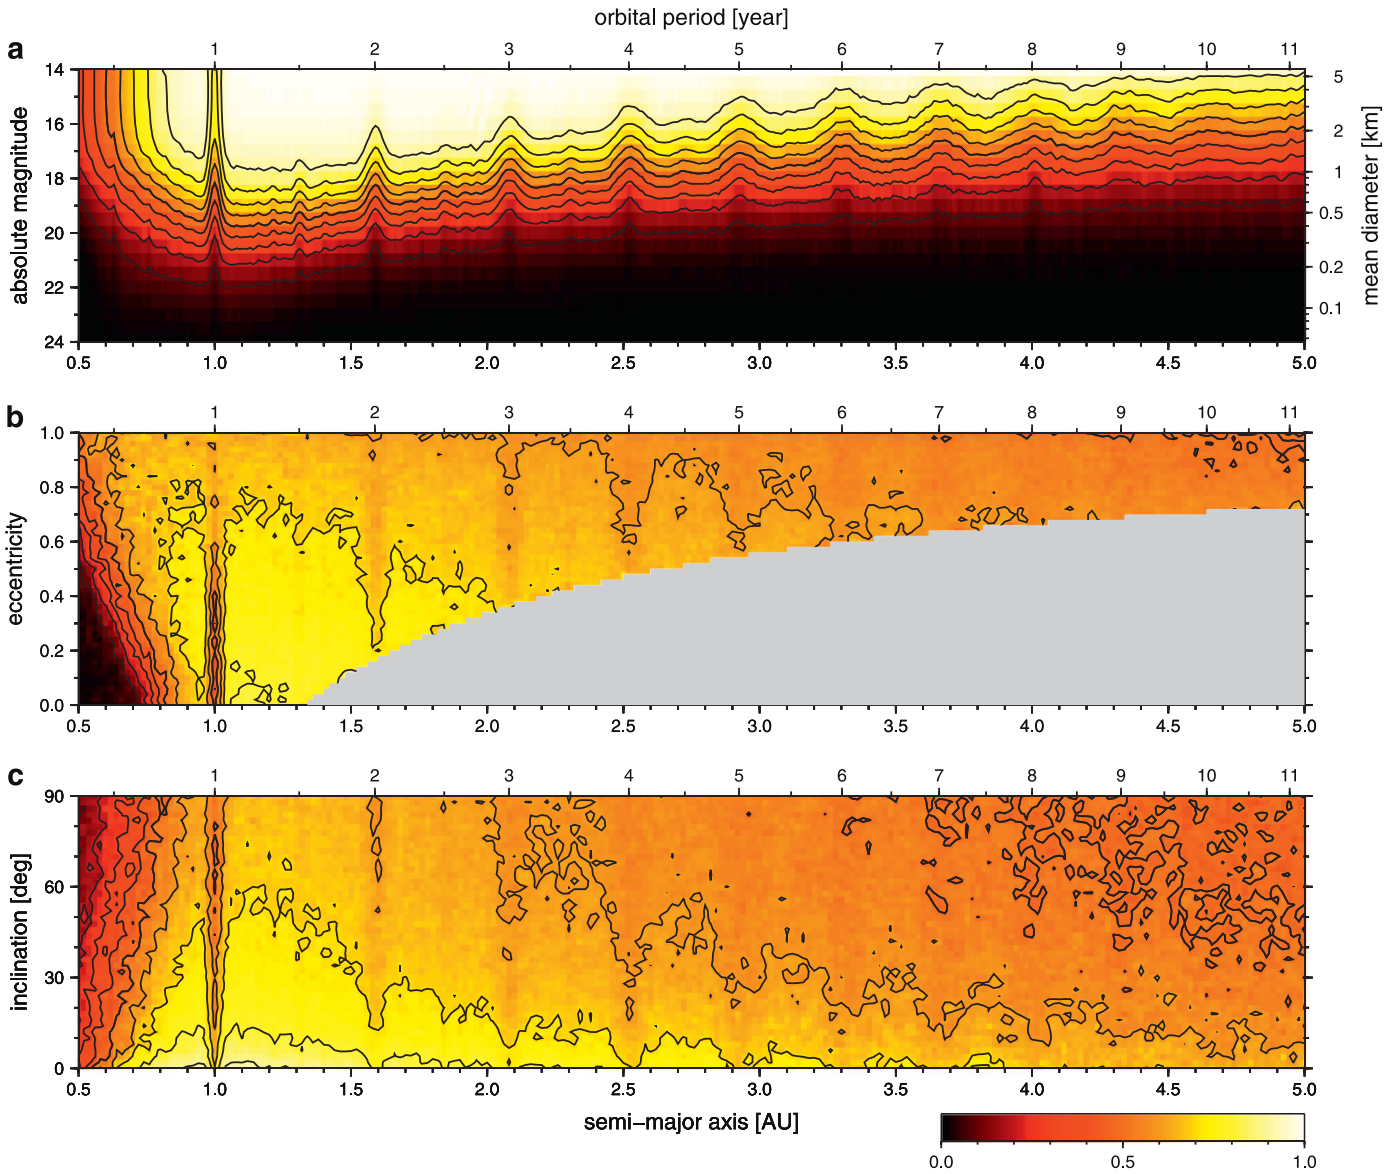 orbital period [year]
a
1 2 3 4 5 6 7 8 9 10 11
absolute magnitude
14
16
18
20
22
24
5
2
1
0.5
0.2
0.1
mean diameter [km]
0.5 1.0 1.5 2.0 2.5 3.0 3.5 4.0 4.5 5.0
b
1 2 3 4 5 6 7 8 9 10 11
eccentricity
1.0
0.8
0.6
0.4
0.2
0.0
0.5 1.0 1.5 2.0 2.5 3.0 3.5 4.0 4.5 5.0
c
1 2 3 4 5 6 7 8 9 10 11
inclination [deg]
90
60
30
0
0.5 1.0 1.5 2.0 2.5 3.0 3.5 4.0 4.5 5.0
semi−major axis [AU]
0.0 0.5 1.0